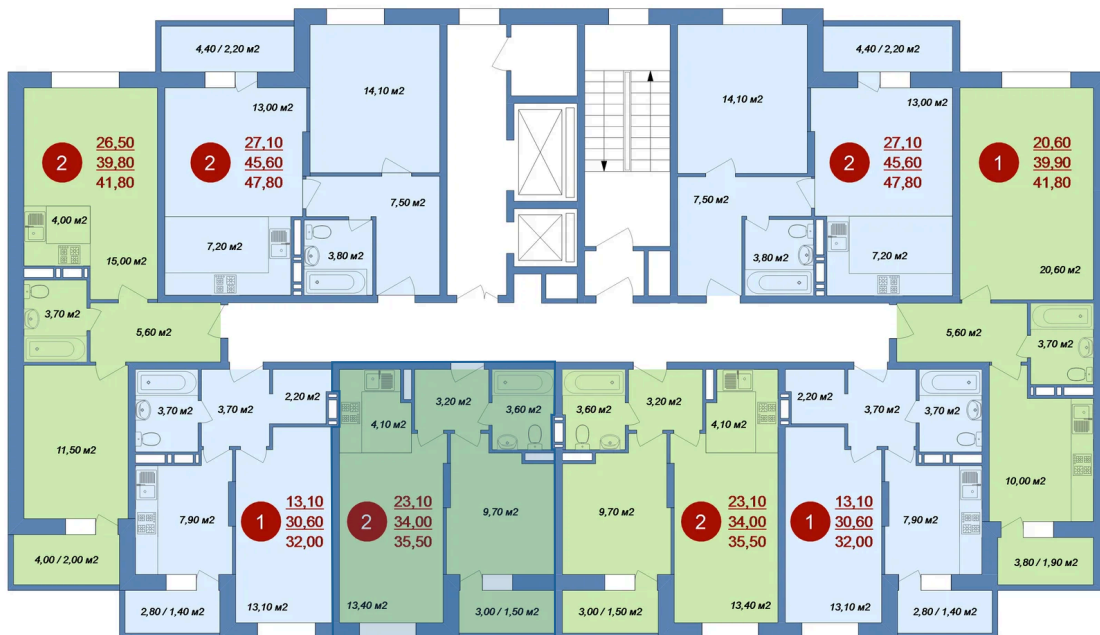 4,40 / 2,20 м2
14,10 м2
13,00 м2
2
26,50
39,80
41,80
2
27,10
45,60
47,80
4,00 м2
7,20 м2
15,00 м2
7,50 м2
3,80 м2
3,70 м2
5,60 м2
11,50 м2
4,00 / 2,00 м2
4,40 / 2,20 м2
14,10 м2
13,00 м2
2
27,10
45,60
47,80
1
20,60
39,90
41,80
7,50 м2
3,80 м2
7,20 м2
20,60 м2
5,60 м2
3,70 м2
10,00 м2
3,80 / 1,90 м2
3,70 м2
3,70 м2
2,20 м2
7,90 м2
1
13,10
30,60
32,00
13,10 м2
2,80 / 1,40 м2
4,10 м2
3,20 м2
3,60 м2
2
23,10
34,00
35,50
9,70 м2
13,40 м2
3,00 / 1,50 м2
3,60 м2
3,20 м2
4,10 м2
9,70 м2
2
23,10
34,00
35,50
3,00 / 1,50 м2
13,40 м2
2,20 м2
3,70 м2
3,70 м2
1
13,10
30,60
32,00
7,90 м2
13,10 м2
2,80 / 1,40 м2